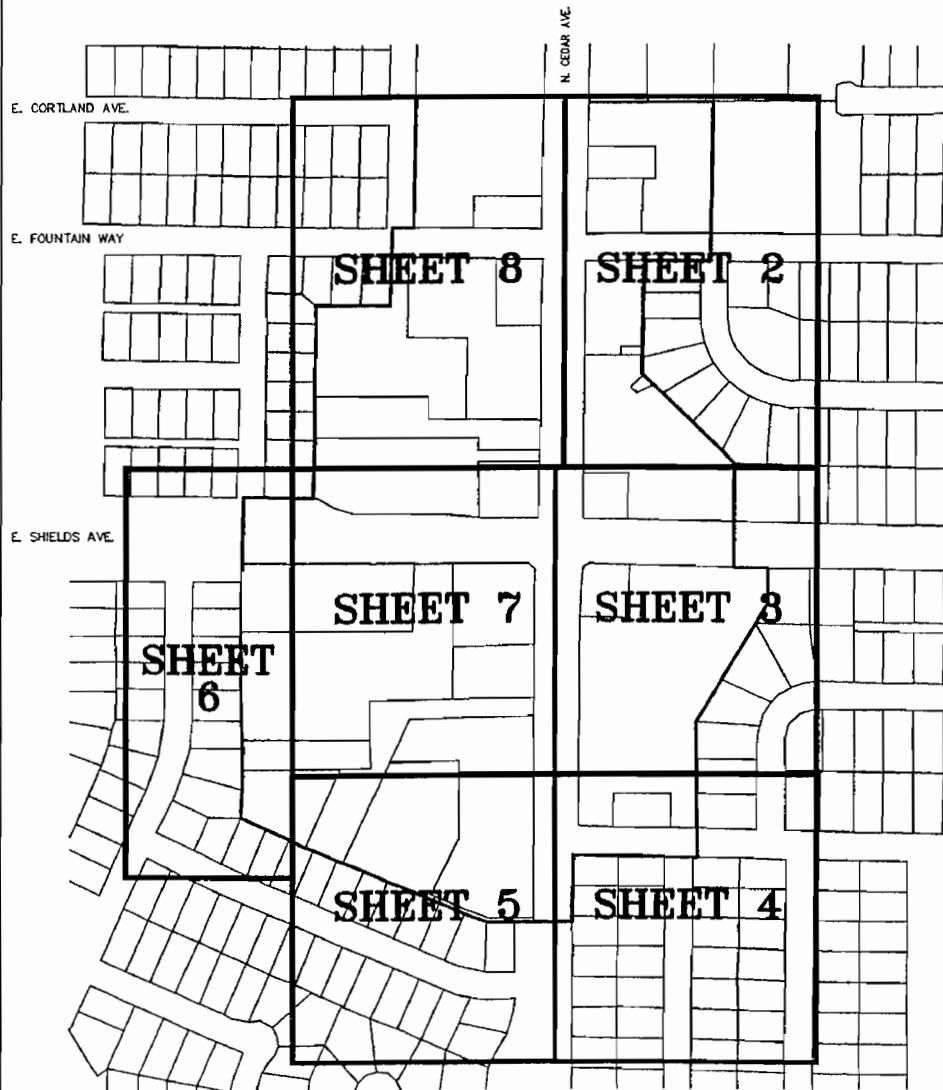 N. CEDAR AVE.
E. CORTLAND AVE.
E. FOUNTAIN WAY
SHEET 8
SHEET 2
E. SHIELDS AVE.
SHEET 7
SHEET 3
SHEET
6
SHEET 5
SHEET 4